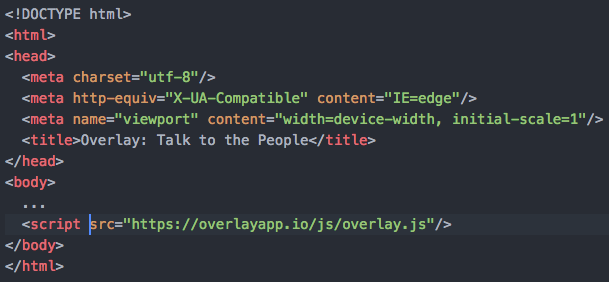 <!DOCTYPE html>
<html>
<head>
  <meta charset="utf-8"/>
  <meta http-equiv="X-UA-Compatible" content="IE=edge"/>
  <meta name="viewport" content="width=device-width, initial-scale=1"/>
  <title>Overlay: Talk to the People</title>
</head>
<body>
  ...
  <script src="https://overlayapp.io/js/overlay.js"/>
</body>
</html>